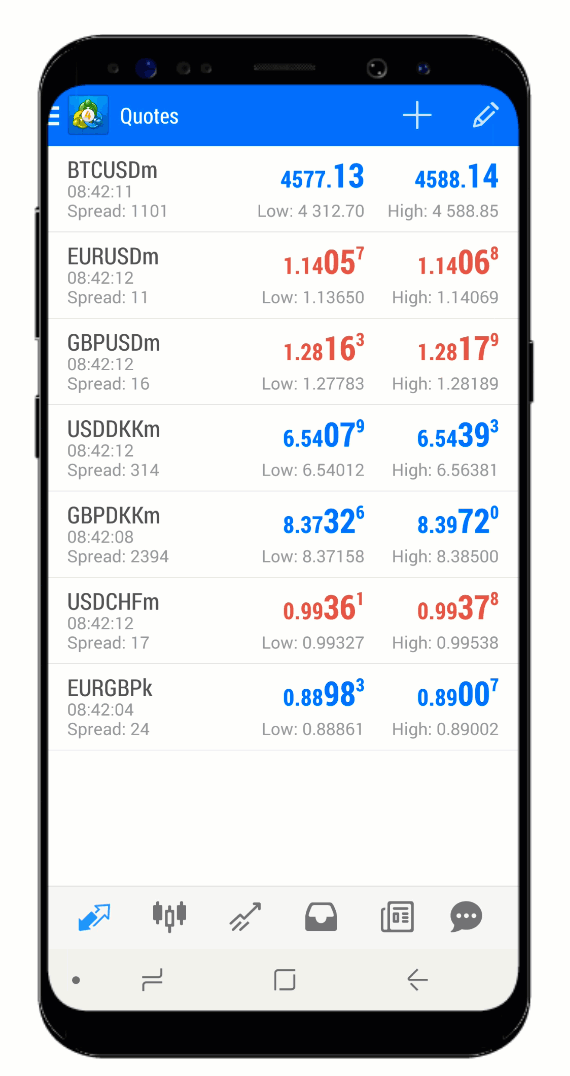 Quotes
BTCUSDm
08:42:11
Spread: 1101
4577.13
4588.14
Low: 4 312.70
High: 4 588.85
EURUSDm
08:42:12
Spread: 11
1.14057
1.14068
Low: 1.13650
High: 1.14069
GBPUSDm
08:42:12
Spread: 16
1.28163
1.28179
Low: 1.27783
High: 1.28189
USDDKKm
08:42:12
Spread: 314
6.54079
6.54393
Low: 6.54012
High: 6.56381
GBPDKKm
08:42:08
Spread: 2394
8.37326
8.39720
Low: 8.37158
High: 8.38500
USDCHFm
08:42:12
Spread: 17
0.99361
0.99378
Low: 0.99327
High: 0.99538
EURGBPk
08:42:04
Spread: 24
0.88983
0.89007
Low: 0.88861
High: 0.89002